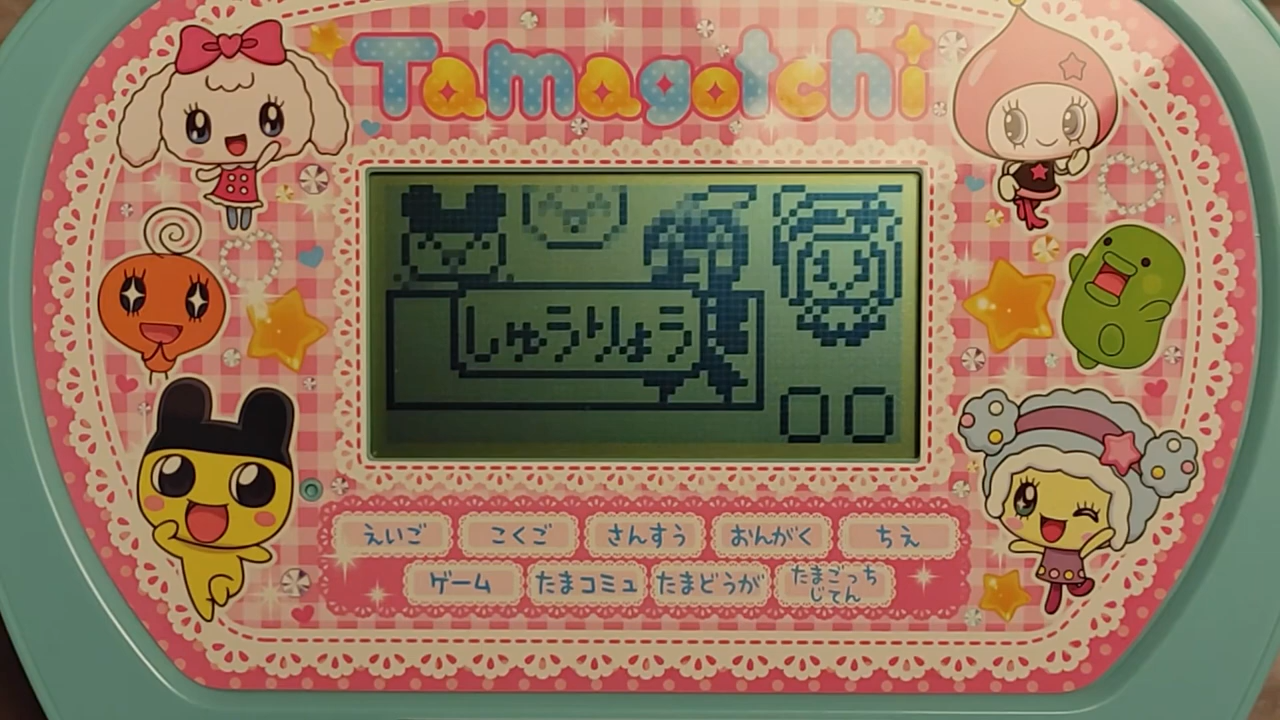 Tamagotchi
しゅうりょう
00
えいご こくご さんすう おんがく ちえ
ゲーム たまコミュ たまどうが たまごっち じてん